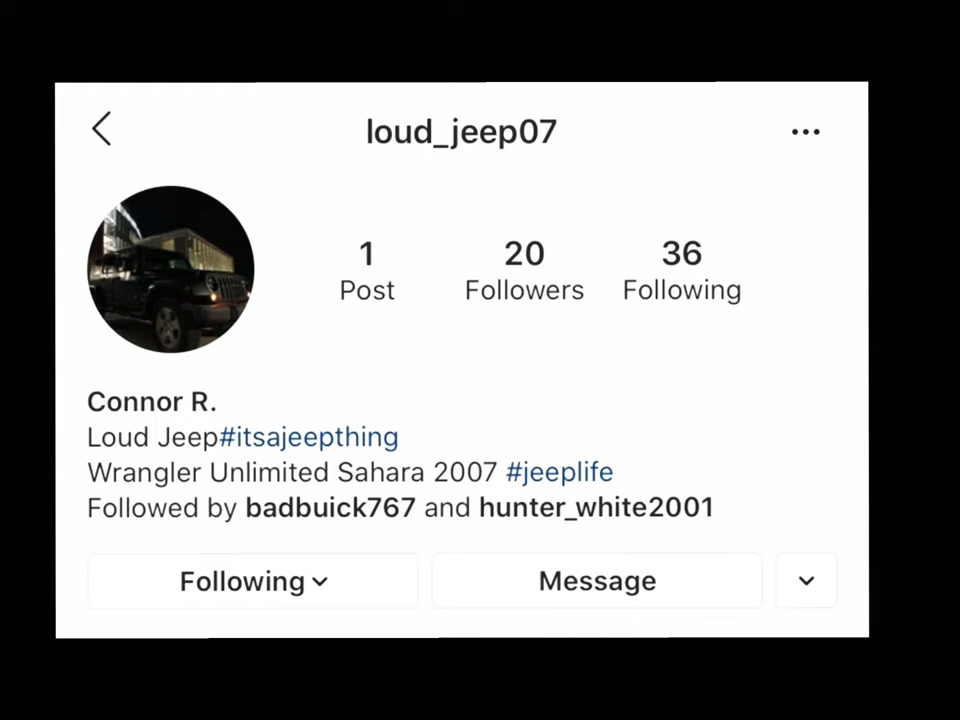 loud_jeep07
1 20 36
Post Followers Following
Connor R.
Loud Jeep#itsajeepthing
Wrangler Unlimited Sahara 2007 #jeeplife
Followed by badbuick767 and hunter_white2001
Following Message